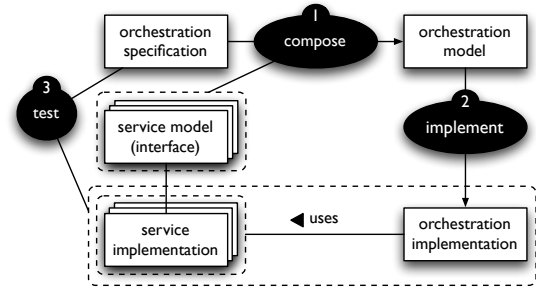 1
orchestration
specification
compose
orchestration
model
3
test
service model
(interface)
2
implement
service
implementation
uses
orchestration
implementation